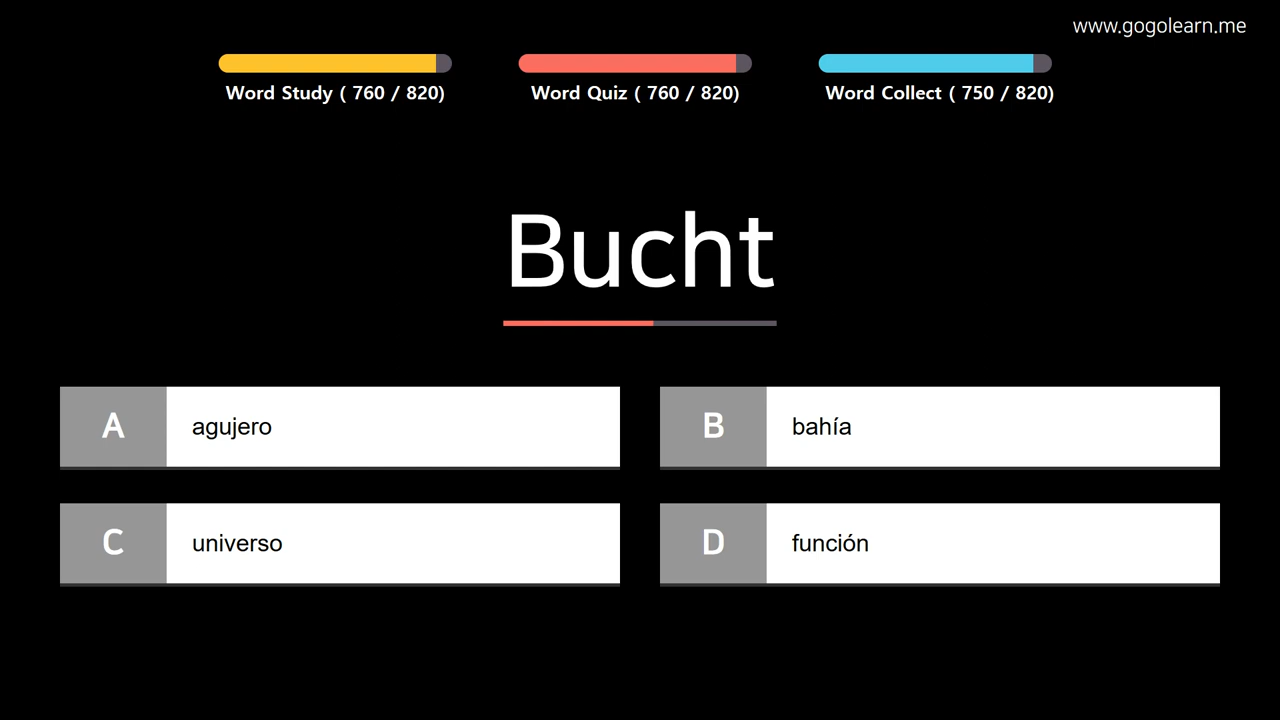 www.gogolearn.me
Word Study ( 760 / 820)
Word Quiz ( 760 / 820)
Word Collect ( 750 / 820)
Bucht
A
agujero
B
bahía
C
universo
D
función